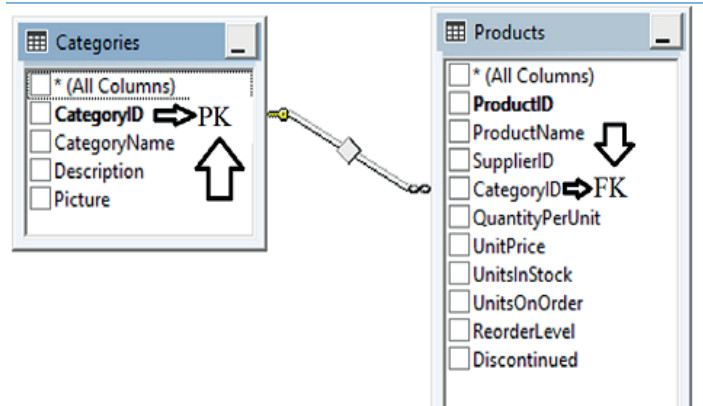 Categories
* (All Columns)
CategoryID PK
CategoryName
Description
Picture
Products
* (All Columns)
ProductID
ProductName
SupplierID
CategoryID FK
QuantityPerUnit
UnitPrice
UnitsInStock
UnitsOnOrder
ReorderLevel
Discontinued